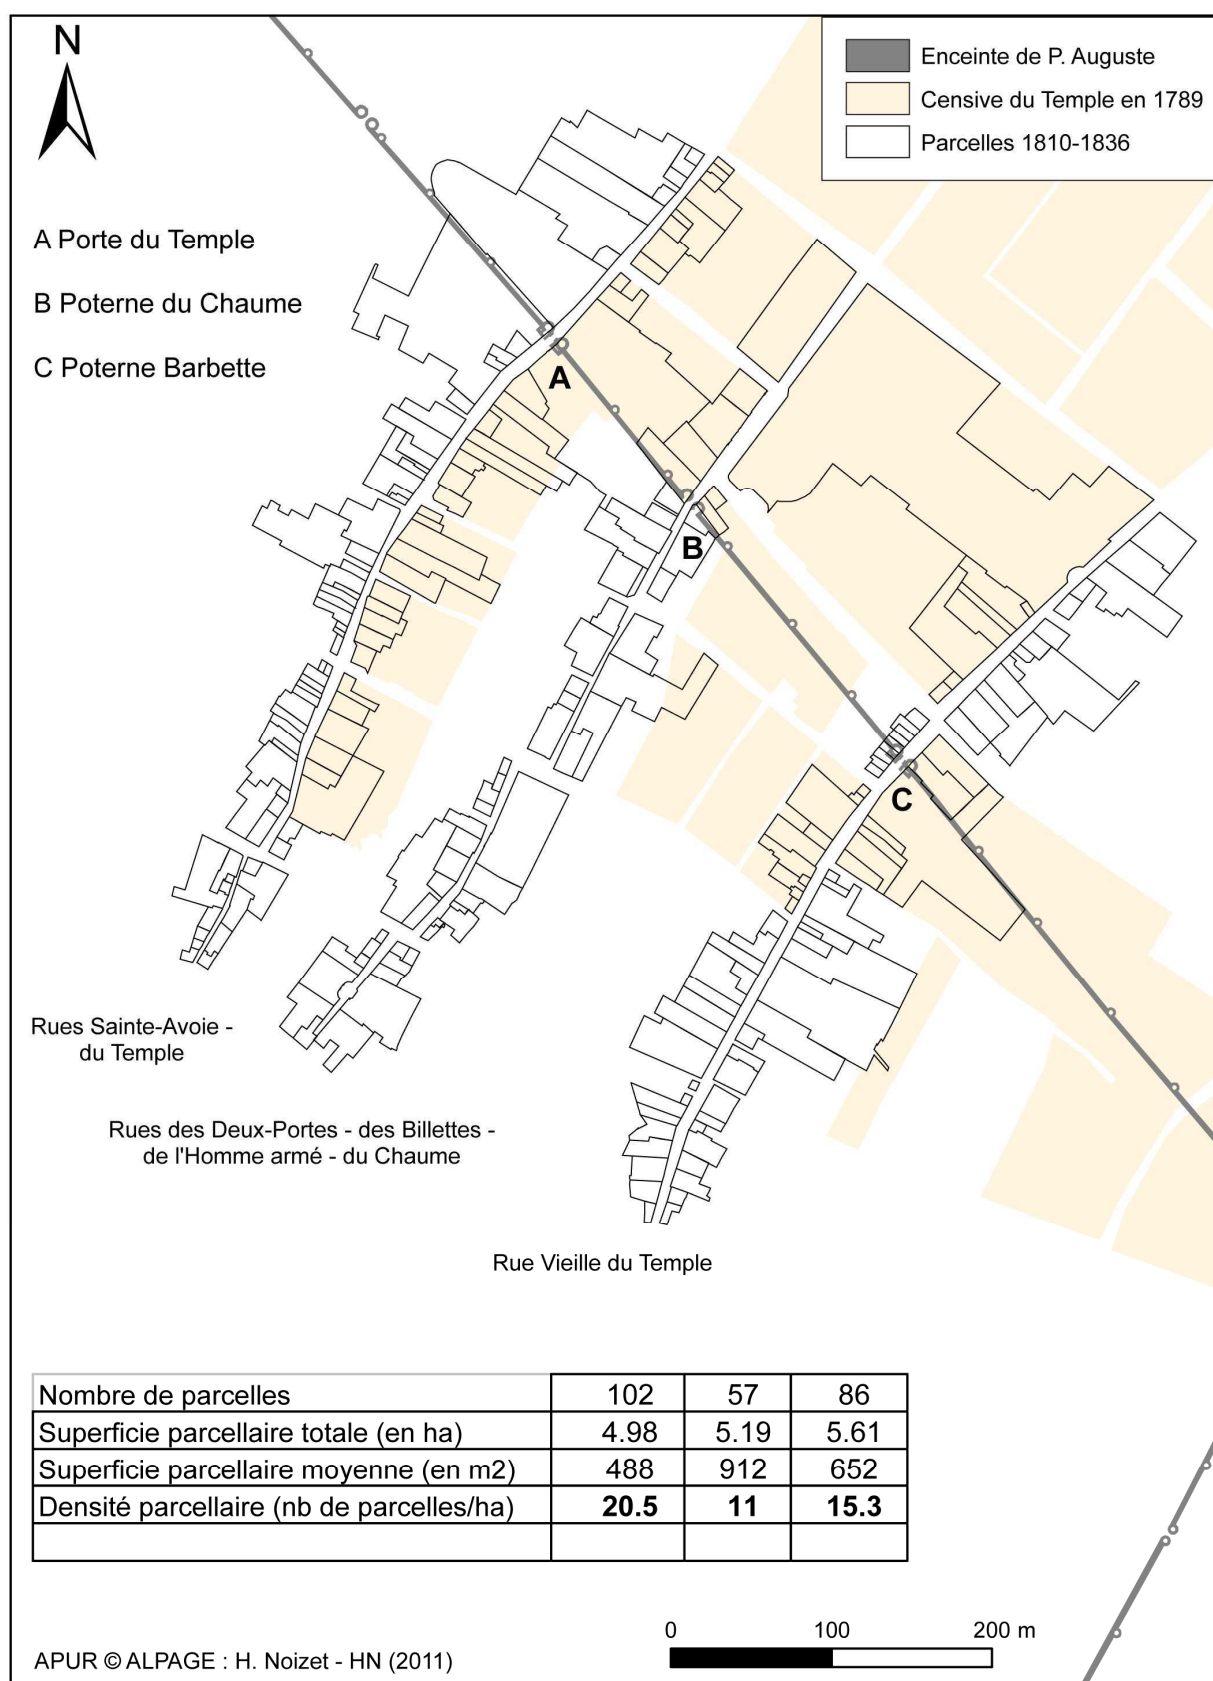 N
Enceinte de P. Auguste
Censive du Temple en 1789
Parcelles 1810-1836
A Porte du Temple
B Poterne du Chaume
C Poterne Barbette
A
B
C
Rues Sainte-Avoie -
du Temple
Rues des Deux-Portes - des Billettes -
de l'Homme armé - du Chaume
Rue Vieille du Temple
Nombre de parcelles 102 57 86
Superficie parcellaire totale (en ha) 4.98 5.19 5.61
Superficie parcellaire moyenne (en m2) 488 912 652
Densité parcellaire (nb de parcelles/ha) 20.5 11 15.3
0 100 200 m
APUR © ALPAGE : H. Noizet - HN (2011)